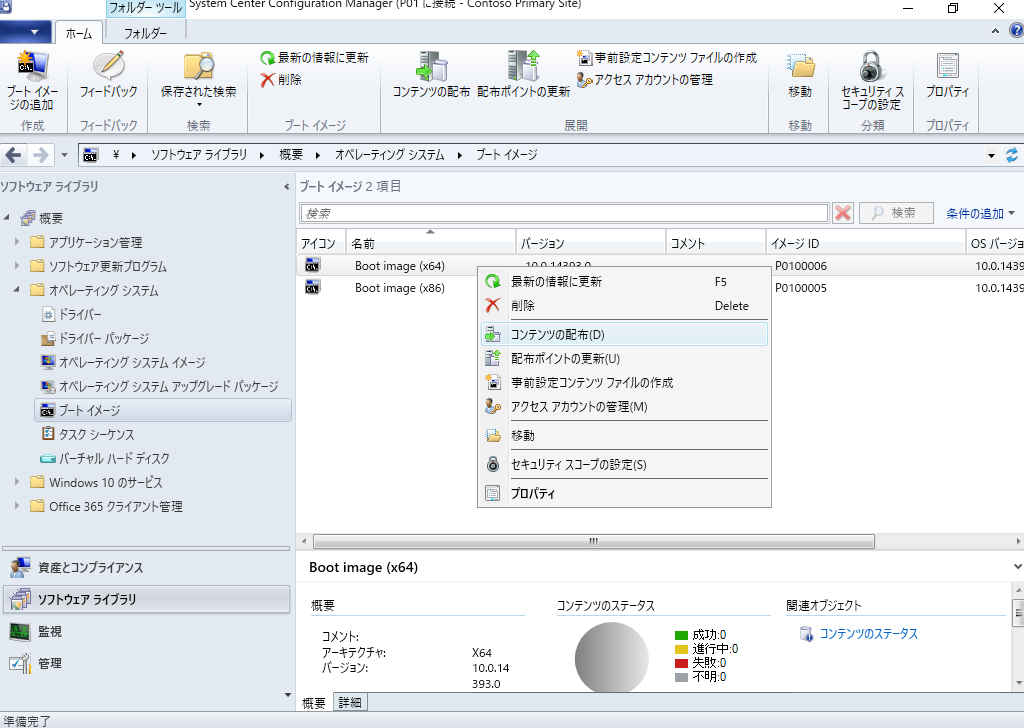 フォルダー ツール
System Center Configuration Manager (P01 に接続 - Contoso Primary Site)
ホーム
フォルダー
ブート イメー
ジの追加
フィードバック
保存された検索
最新の情報に更新
削除
コンテンツの配布
配布ポイントの更新
事前設定コンテンツ ファイルの作成
アクセス アカウントの管理
移動
セキュリティ ス
コープの設定
プロパティ
作成
フィードバック
検索
ブート イメージ
展開
移動
分類
プロパティ
¥
ソフトウェア ライブラリ
概要
オペレーティング システム
ブート イメージ
ソフトウェア ライブラリ
概要
アプリケーション管理
ソフトウェア更新プログラム
オペレーティング システム
ドライバー
ドライバー パッケージ
オペレーティング システム イメージ
オペレーティング システム アップグレード パッケージ
ブート イメージ
タスク シーケンス
バーチャル ハード ディスク
Windows 10 のサービス
Office 365 クライアント管理
資産とコンプライアンス
ソフトウェア ライブラリ
監視
管理
ブート イメージ 2 項目
検索
検索
条件の追加
アイコン 名前 バージョン コメント イメージ ID OS バージョ
Boot image (x64) 10.0.14393.0 P0100006 10.0.1439
Boot image (x86) P0100005 10.0.1439
最新の情報に更新 F5
削除 Delete
コンテンツの配布(D)
配布ポイントの更新(U)
事前設定コンテンツ ファイルの作成
アクセス アカウントの管理(M)
移動
セキュリティ スコープの設定(S)
プロパティ
Boot image (x64)
概要
コメント:
アーキテクチャ: X64
バージョン: 10.0.14
393.0
コンテンツのステータス
成功:0
進行中:0
失敗:0
不明:0
関連オブジェクト
コンテンツのステータス
概要
詳細
準備完了